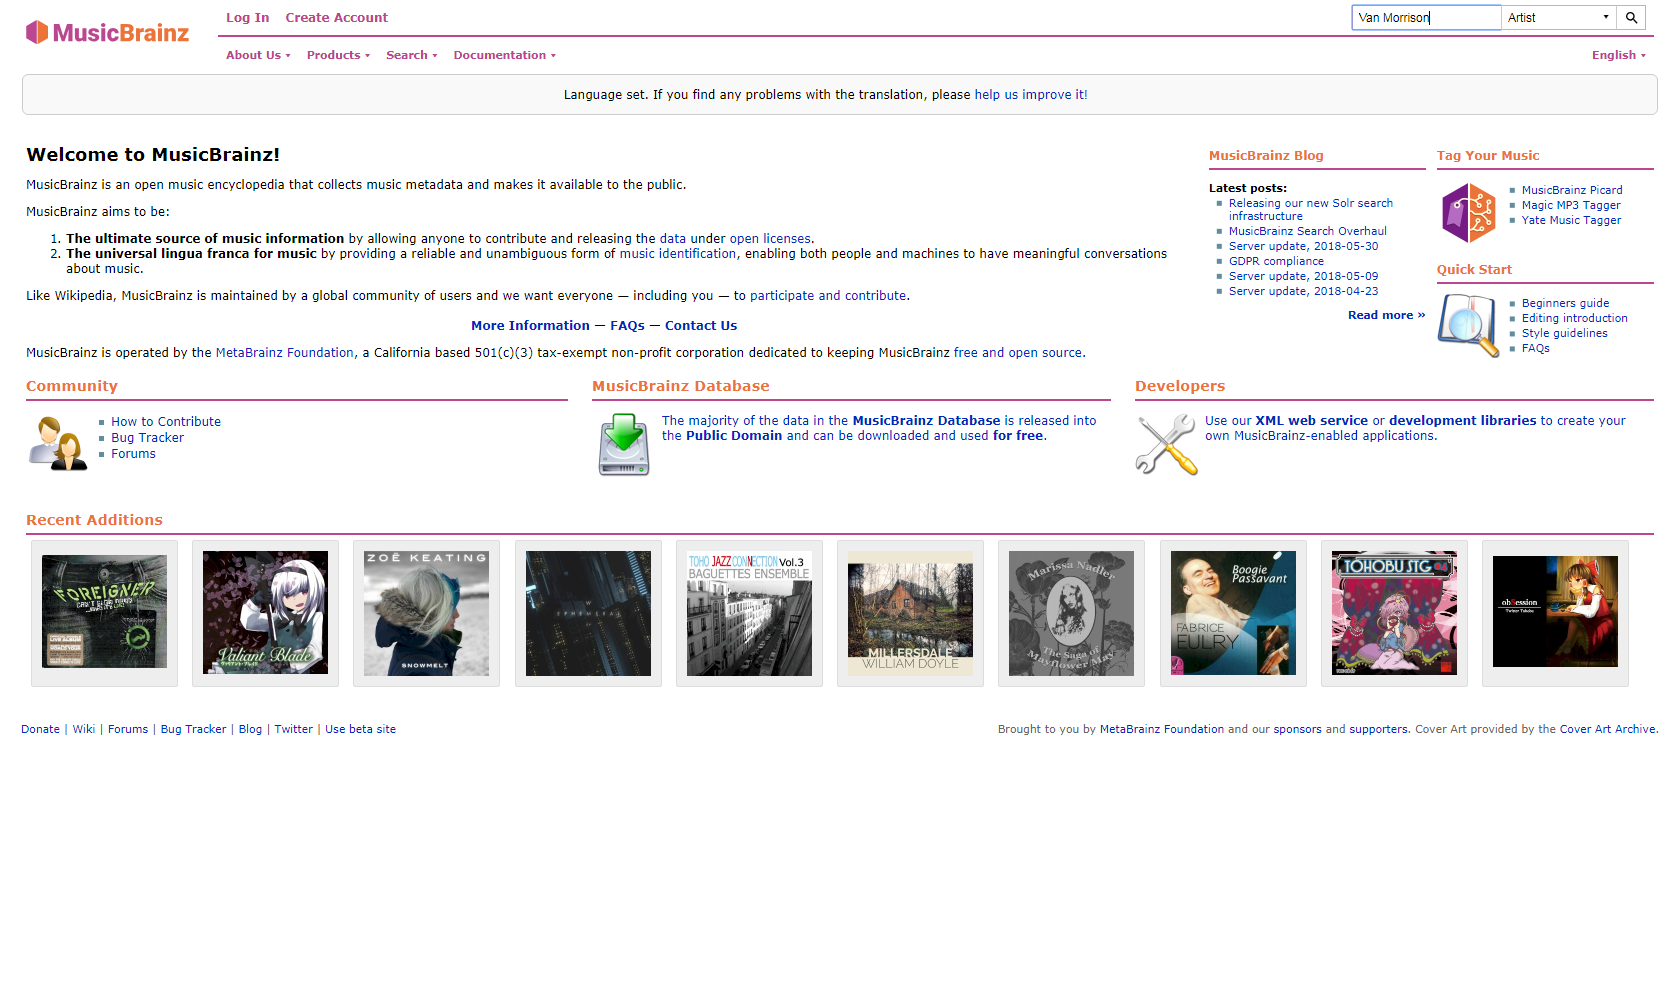 MusicBrainz
Log In Create Account
Van Morrison Artist
About Us Products Search Documentation English
Language set. If you find any problems with the translation, please help us improve it!
Welcome to MusicBrainz!
MusicBrainz is an open music encyclopedia that collects music metadata and makes it available to the public.
MusicBrainz aims to be:
1. The ultimate source of music information by allowing anyone to contribute and releasing the data under open licenses.
2. The universal lingua franca for music by providing a reliable and unambiguous form of music identification, enabling both people and machines to have meaningful conversations
about music.
Like Wikipedia, MusicBrainz is maintained by a global community of users and we want everyone — including you — to participate and contribute.
More Information — FAQs — Contact Us
MusicBrainz is operated by the MetaBrainz Foundation, a California based 501(c)(3) tax-exempt non-profit corporation dedicated to keeping MusicBrainz free and open source.
MusicBrainz Blog
Latest posts:
Releasing our new Solr search
infrastructure
MusicBrainz Search Overhaul
Server update, 2018-05-30
GDPR compliance
Server update, 2018-05-09
Server update, 2018-04-23
Read more »
Tag Your Music
MusicBrainz Picard
Magic MP3 Tagger
Yate Music Tagger
Quick Start
Beginners guide
Editing introduction
Style guidelines
FAQs
Community
How to Contribute
Bug Tracker
Forums
MusicBrainz Database
The majority of the data in the MusicBrainz Database is released into
the Public Domain and can be downloaded and used for free.
Developers
Use our XML web service or development libraries to create your
own MusicBrainz-enabled applications.
Recent Additions
FOREIGNER
Valiant Blade
ZOË KEATING
SNOWMELT
EPHEMERAL
TOHO JAZZ CONNECTION Vol.3
BAGUETTES ENSEMBLE
MILLERSDALE
WILLIAM DOYLE
Marissa Nadler
The Saga of
Mayflower May
Boogie
Passavant
FABRICE
EULRY
TOHOBU STG 04
obSession
Twitter Tohobu
Donate | Wiki | Forums | Bug Tracker | Blog | Twitter | Use beta site
Brought to you by MetaBrainz Foundation and our sponsors and supporters. Cover Art provided by the Cover Art Archive.